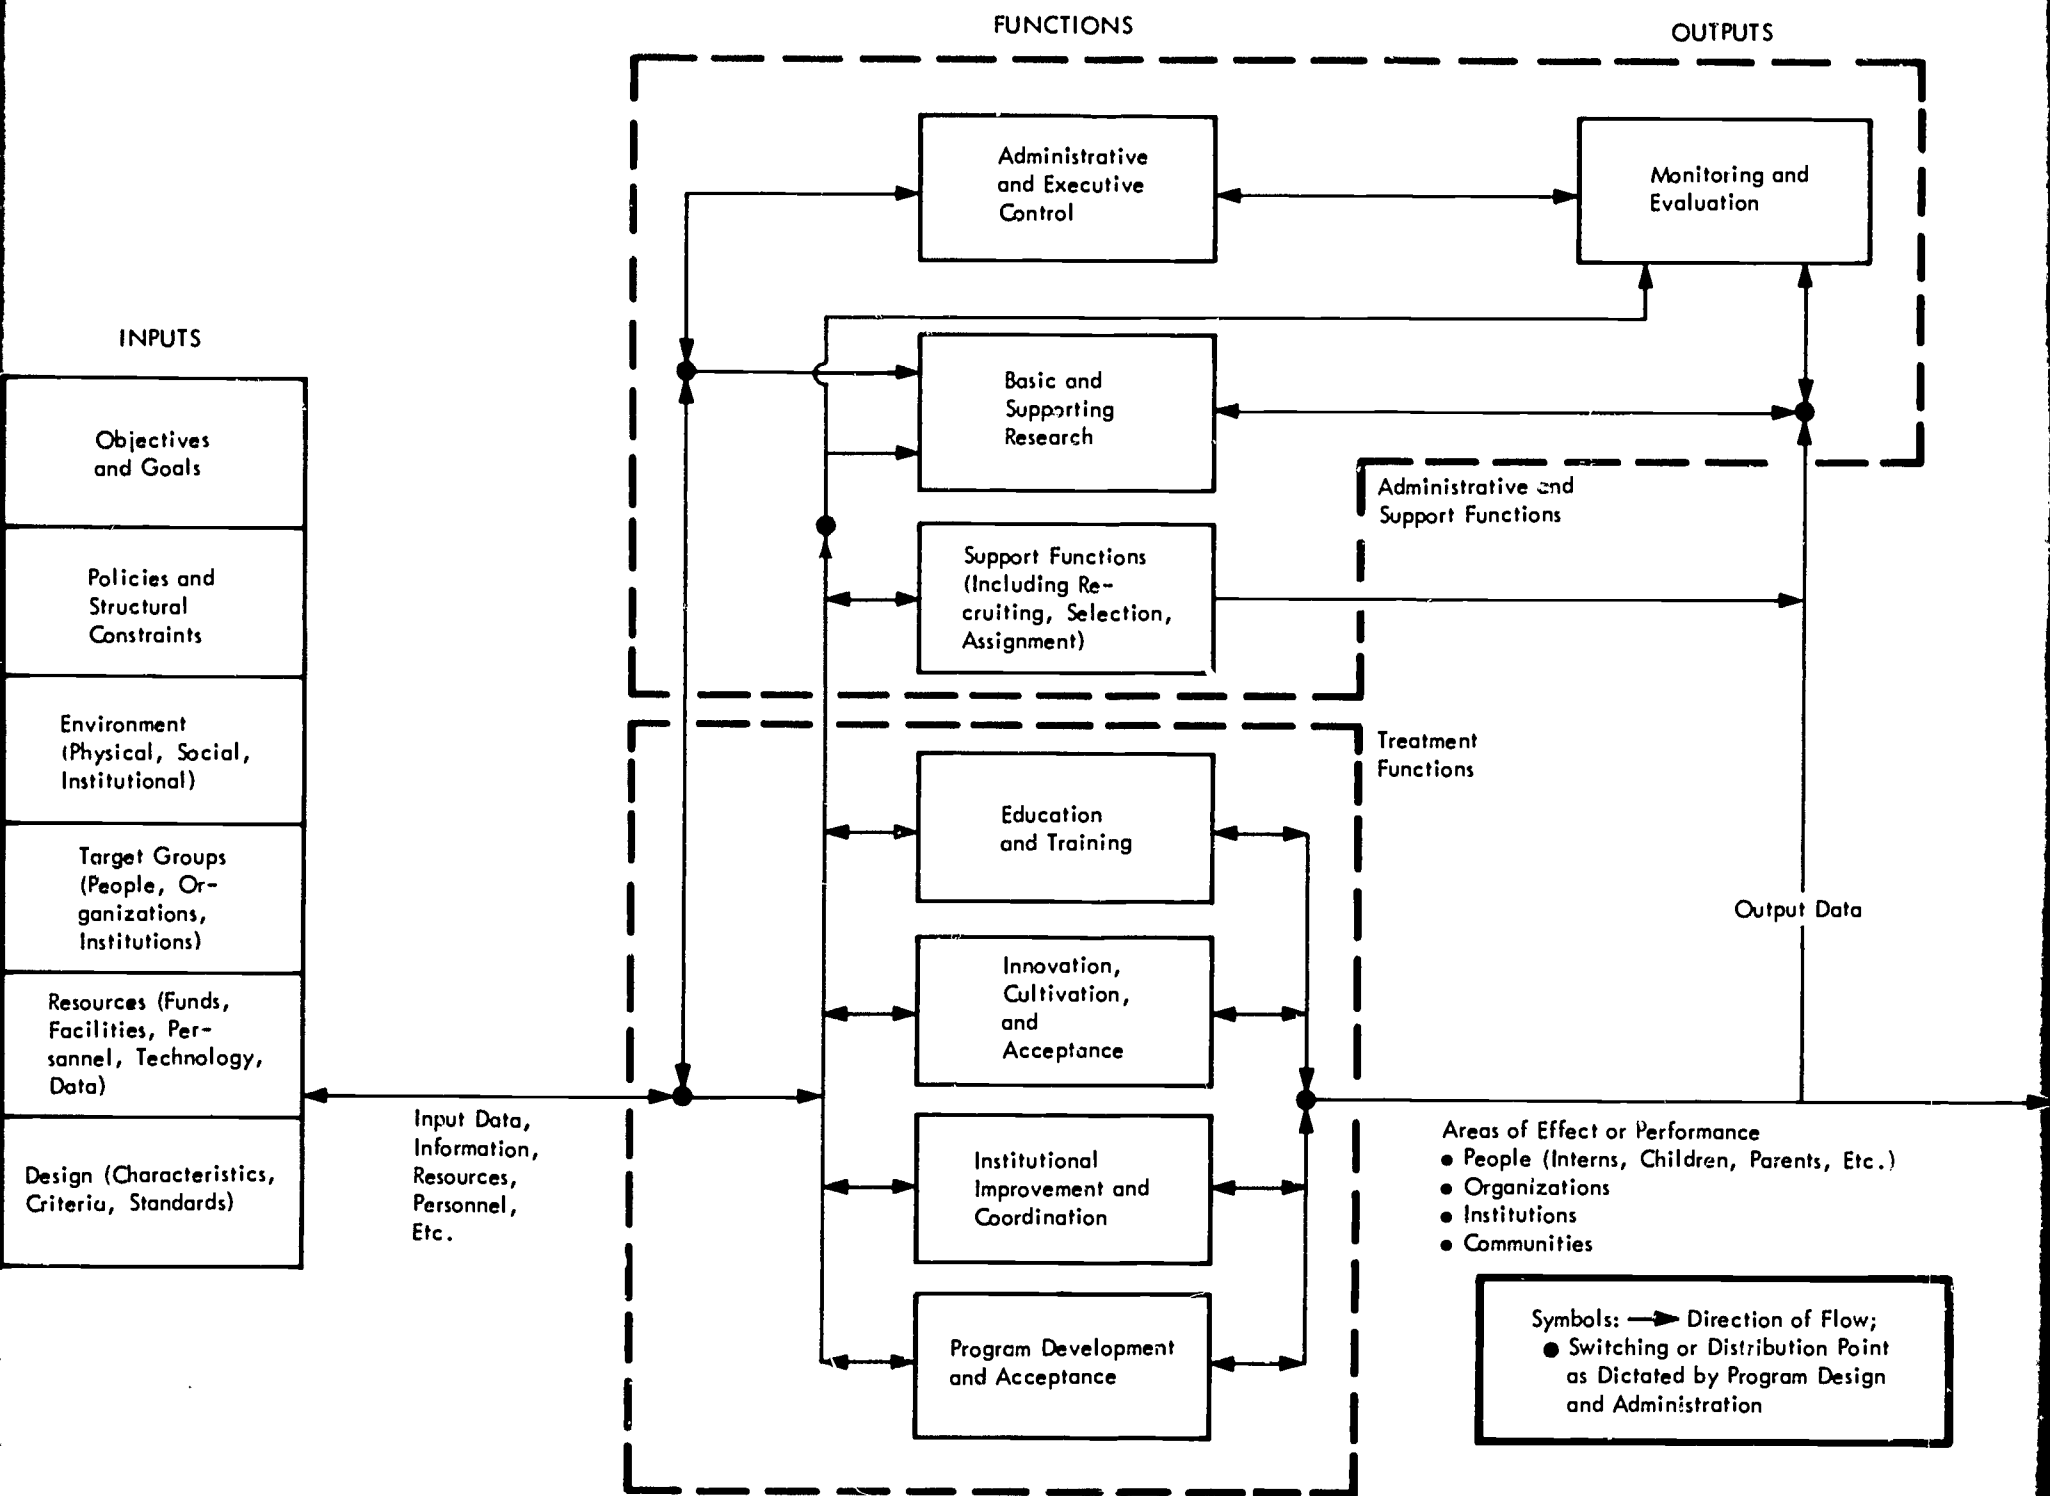 FUNCTIONS
OUTPUTS
Administrative
and Executive
Control
Monitoring and
Evaluation
INPUTS
Basic and
Supporting
Research
Objectives
and Goals
Administrative and
Support Functions
Support Functions
(Including Re-
cruiting, Selection,
Assignment)
Policies and
Structural
Constraints
Environment
(Physical, Social,
Institutional)
Treatment
Functions
Education
and Training
Target Groups
(People, Or-
ganizations,
Institutions)
Output Data
Innovation,
Cultivation,
and
Acceptance
Resources (Funds,
Facilities, Per-
sannel, Technology,
Data)
Input Data,
Information,
Resources,
Personnel,
Etc.
Areas of Effect or Performance
● People (Interns, Children, Parents, Etc.)
● Organizations
● Institutions
● Communities
Design (Characteristics,
Criteria, Standards)
Institutional
Improvement and
Coordination
Program Development
and Acceptance
Symbols: → Direction of Flow;
● Switching or Distribution Point
as Dictated by Program Design
and Administration